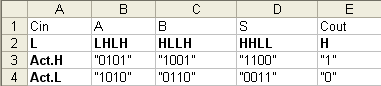 A B C D E
1 Cin A B S Cout
2 L LHLH HLLH HHLL H
3 Act.H "0101" "1001" "1100" "1"
4 Act.L "1010" "0110" "0011" "0"